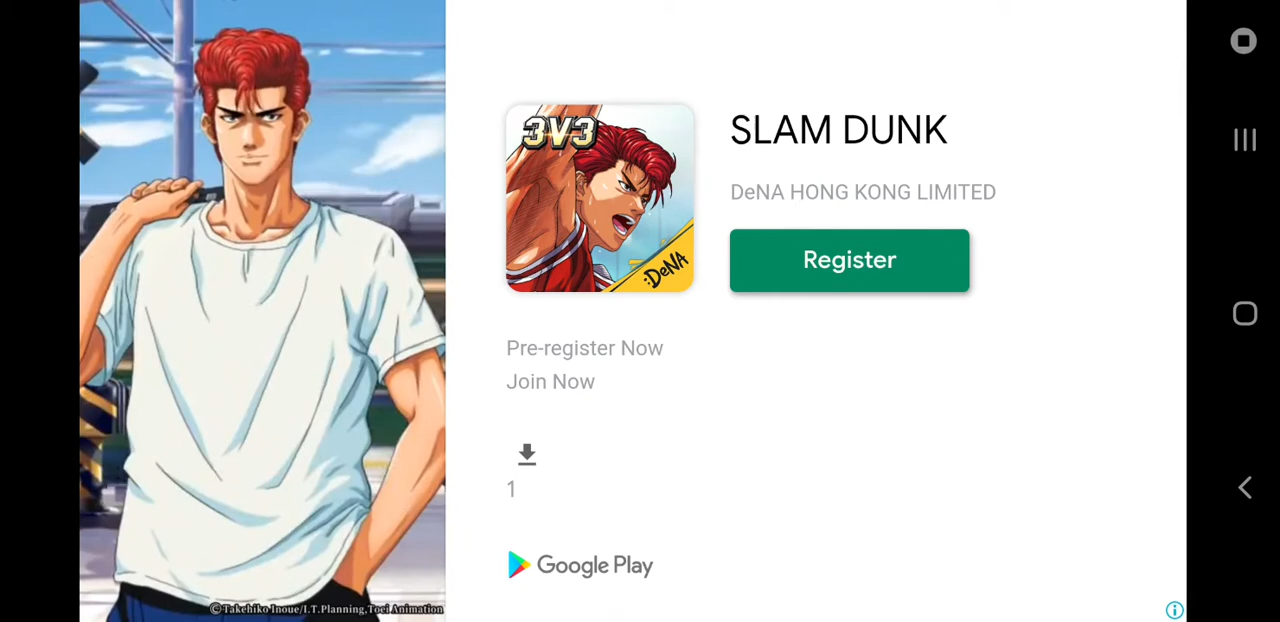 3V3
:DeNA
SLAM DUNK
DeNA HONG KONG LIMITED
Register
Pre-register Now
Join Now
1
Google Play
©Takehiko Inoue/I.T.Planning,Toei Animation